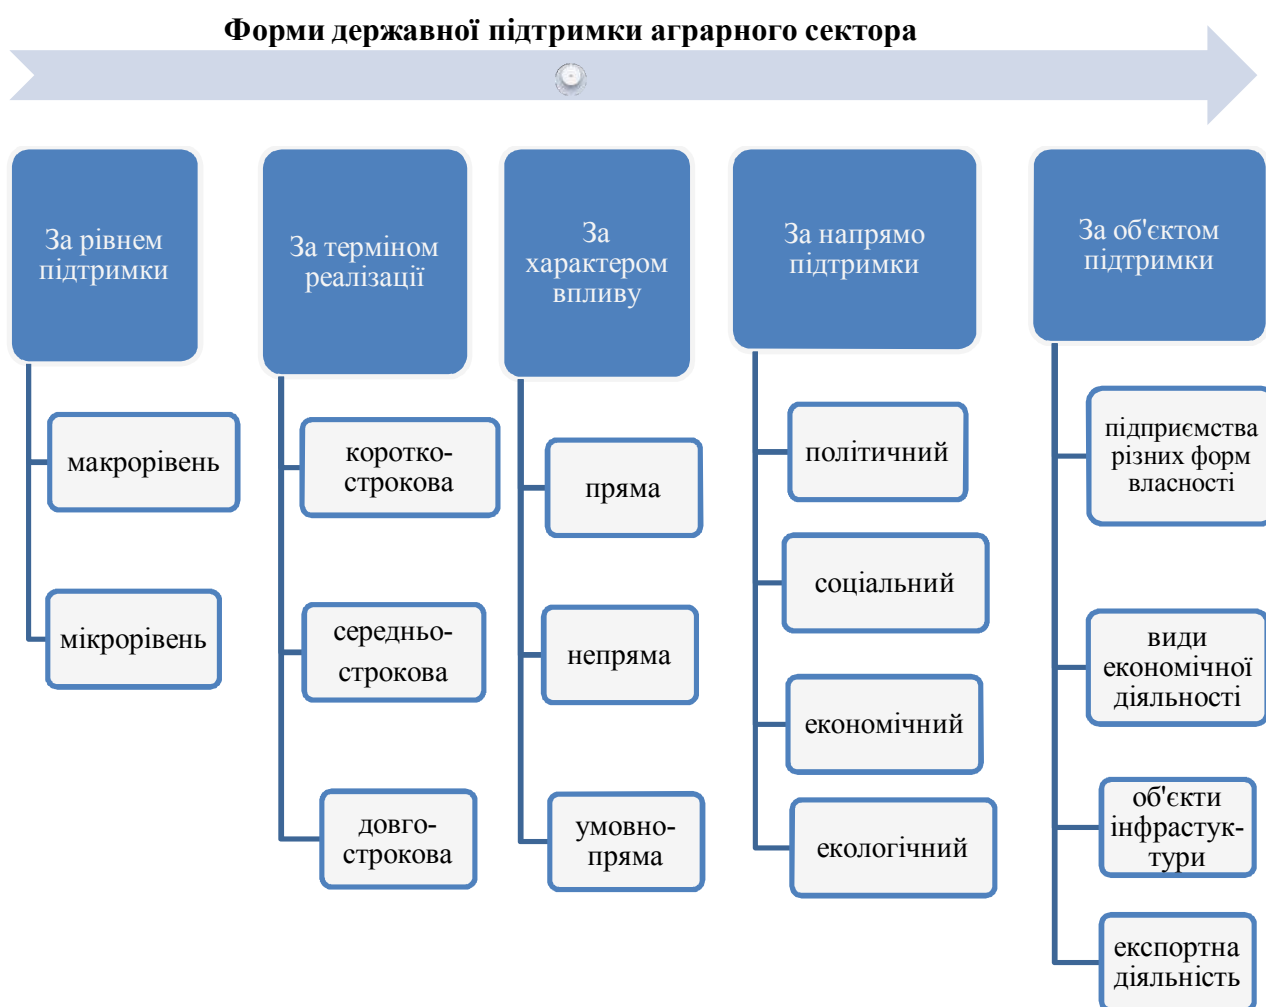 Форми державної підтримки аграрного сектора
За рівнем
підтримки
макрорівень
мікрорівень
За терміном
реалізації
коротко-
строкова
середньо-
строкова
довго-
строкова
За
характером
впливу
пряма
непряма
умовно-
пряма
За напрямо
підтримки
політичний
соціальний
економічний
екологічний
За об'єктом
підтримки
підприємства
різних форм
власності
види
економічної
діяльності
об'єкти
інфрастук-
тури
експортна
діяльність